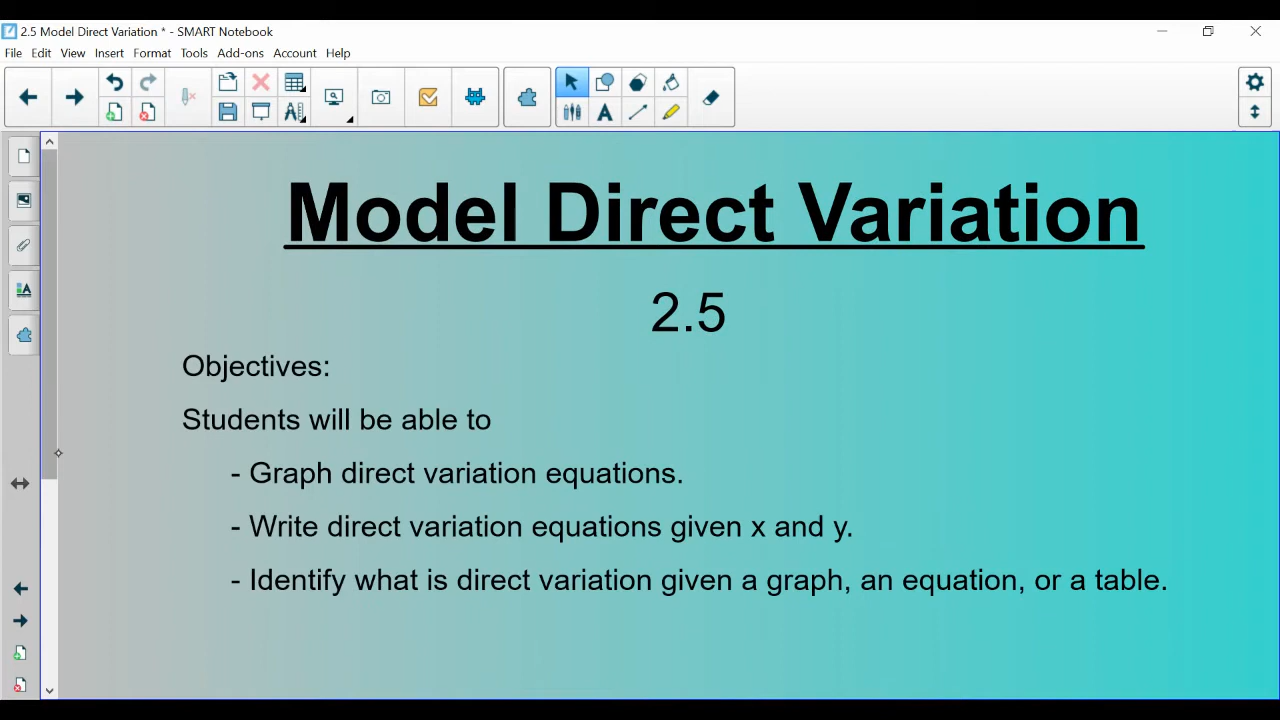 2.5 Model Direct Variation * - SMART Notebook
File Edit View Insert Format Tools Add-ons Account Help
Model Direct Variation
2.5
Objectives:
Students will be able to
- Graph direct variation equations.
- Write direct variation equations given x and y.
- Identify what is direct variation given a graph, an equation, or a table.